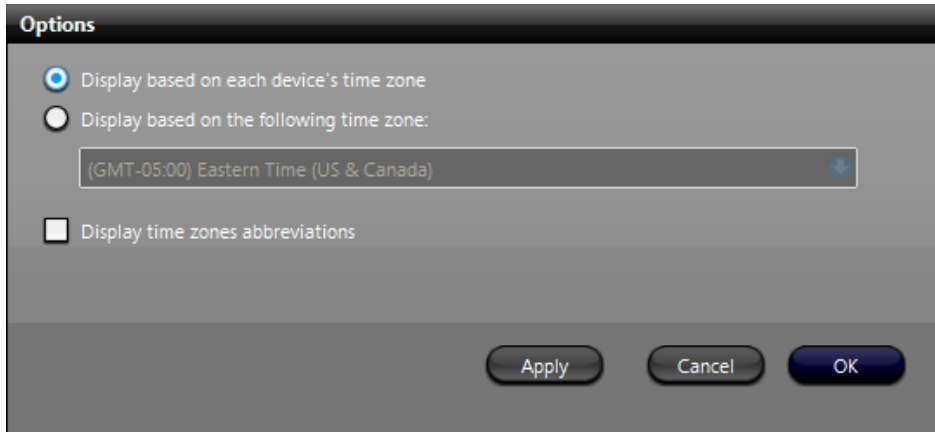 Options
Display based on each device's time zone
Display based on the following time zone:
(GMT-05:00) Eastern Time (US & Canada)
Display time zones abbreviations
Apply Cancel OK